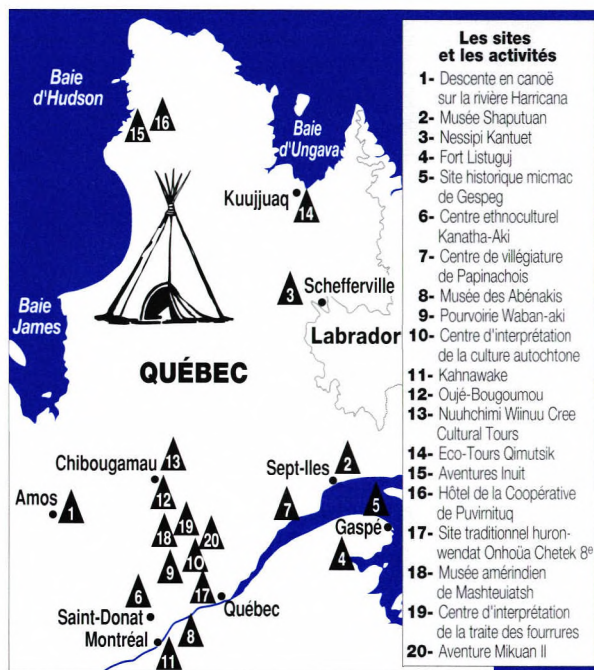 Baie
d'Hudson
15
16
Baie
d'Ungava
Kuujjuaq
14
3
Schefferville
Baie
James
Labrador
QUÉBEC
Chibougamau
13
Sept-Iles
2
Amos
1
12
7
5
18
19
20
Gaspé
9
10
4
6
17
Québec
Saint-Donat
8
Montréal
11
Les sites
et les activités
1- Descente en canoë
sur la rivière Harricana
2- Musée Shaputuan
3- Nessipi Kantuet
4- Fort Listuguj
5- Site historique micmac
de Gespeg
6- Centre ethnoculturel
Kanatha-Aki
7- Centre de villégiature
de Papinachois
8- Musée des Abénakis
9- Pourvoirie Waban-aki
10- Centre d'interprétation
de la culture autochtone
11- Kahnawake
12- Oujé-Bougoumou
13- Nuuhchimi Wiinuu Cree
Cultural Tours
14- Eco-Tours Qimutsik
15- Aventures Inuit
16- Hôtel de la Coopérative
de Puvirnituq
17- Site traditionnel huron-
wendat Onhoüa Chetek 8e
18- Musée amérindien
de Mashteuiatsh
19- Centre d'interprétation
de la traite des fourrures
20- Aventure Mikuan II